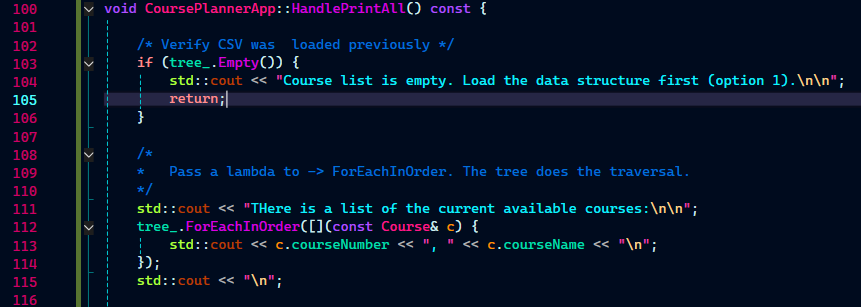 100 void CoursePlannerApp::HandlePrintAll() const {
101
102 /* Verify CSV was  loaded previously */
103 if (tree_.Empty()) {
104 std::cout << "Course list is empty. Load the data structure first (option 1).\n\n";
105 return;
106 }
107
108 /*
109 *   Pass a lambda to -> ForEachInOrder. The tree does the traversal.
110 */
111 std::cout << "THere is a list of the current available courses:\n\n";
112 tree_.ForEachInOrder([](const Course& c) {
113 std::cout << c.courseNumber << ", " << c.courseName << "\n";
114 });
115 std::cout << "\n";
116